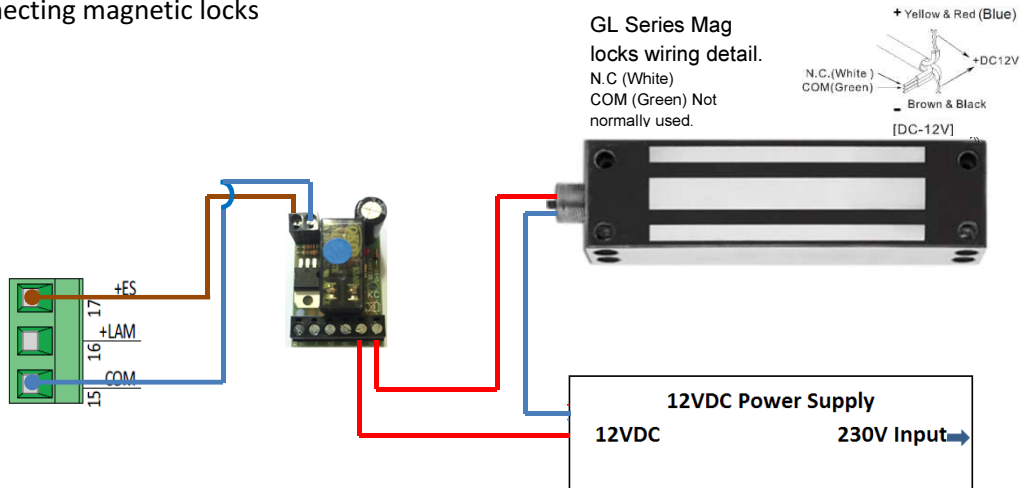 necting magnetic locks
GL Series Mag
locks wiring detail.
N.C (White)
COM (Green) Not
normally used.
+ Yellow & Red (Blue)
+DC12V
N.C.(White )
COM(Green)
- Brown & Black
[DC-12V]
+ES
17
+LAM
16
COM
15
12VDC Power Supply
12VDC
230V Input